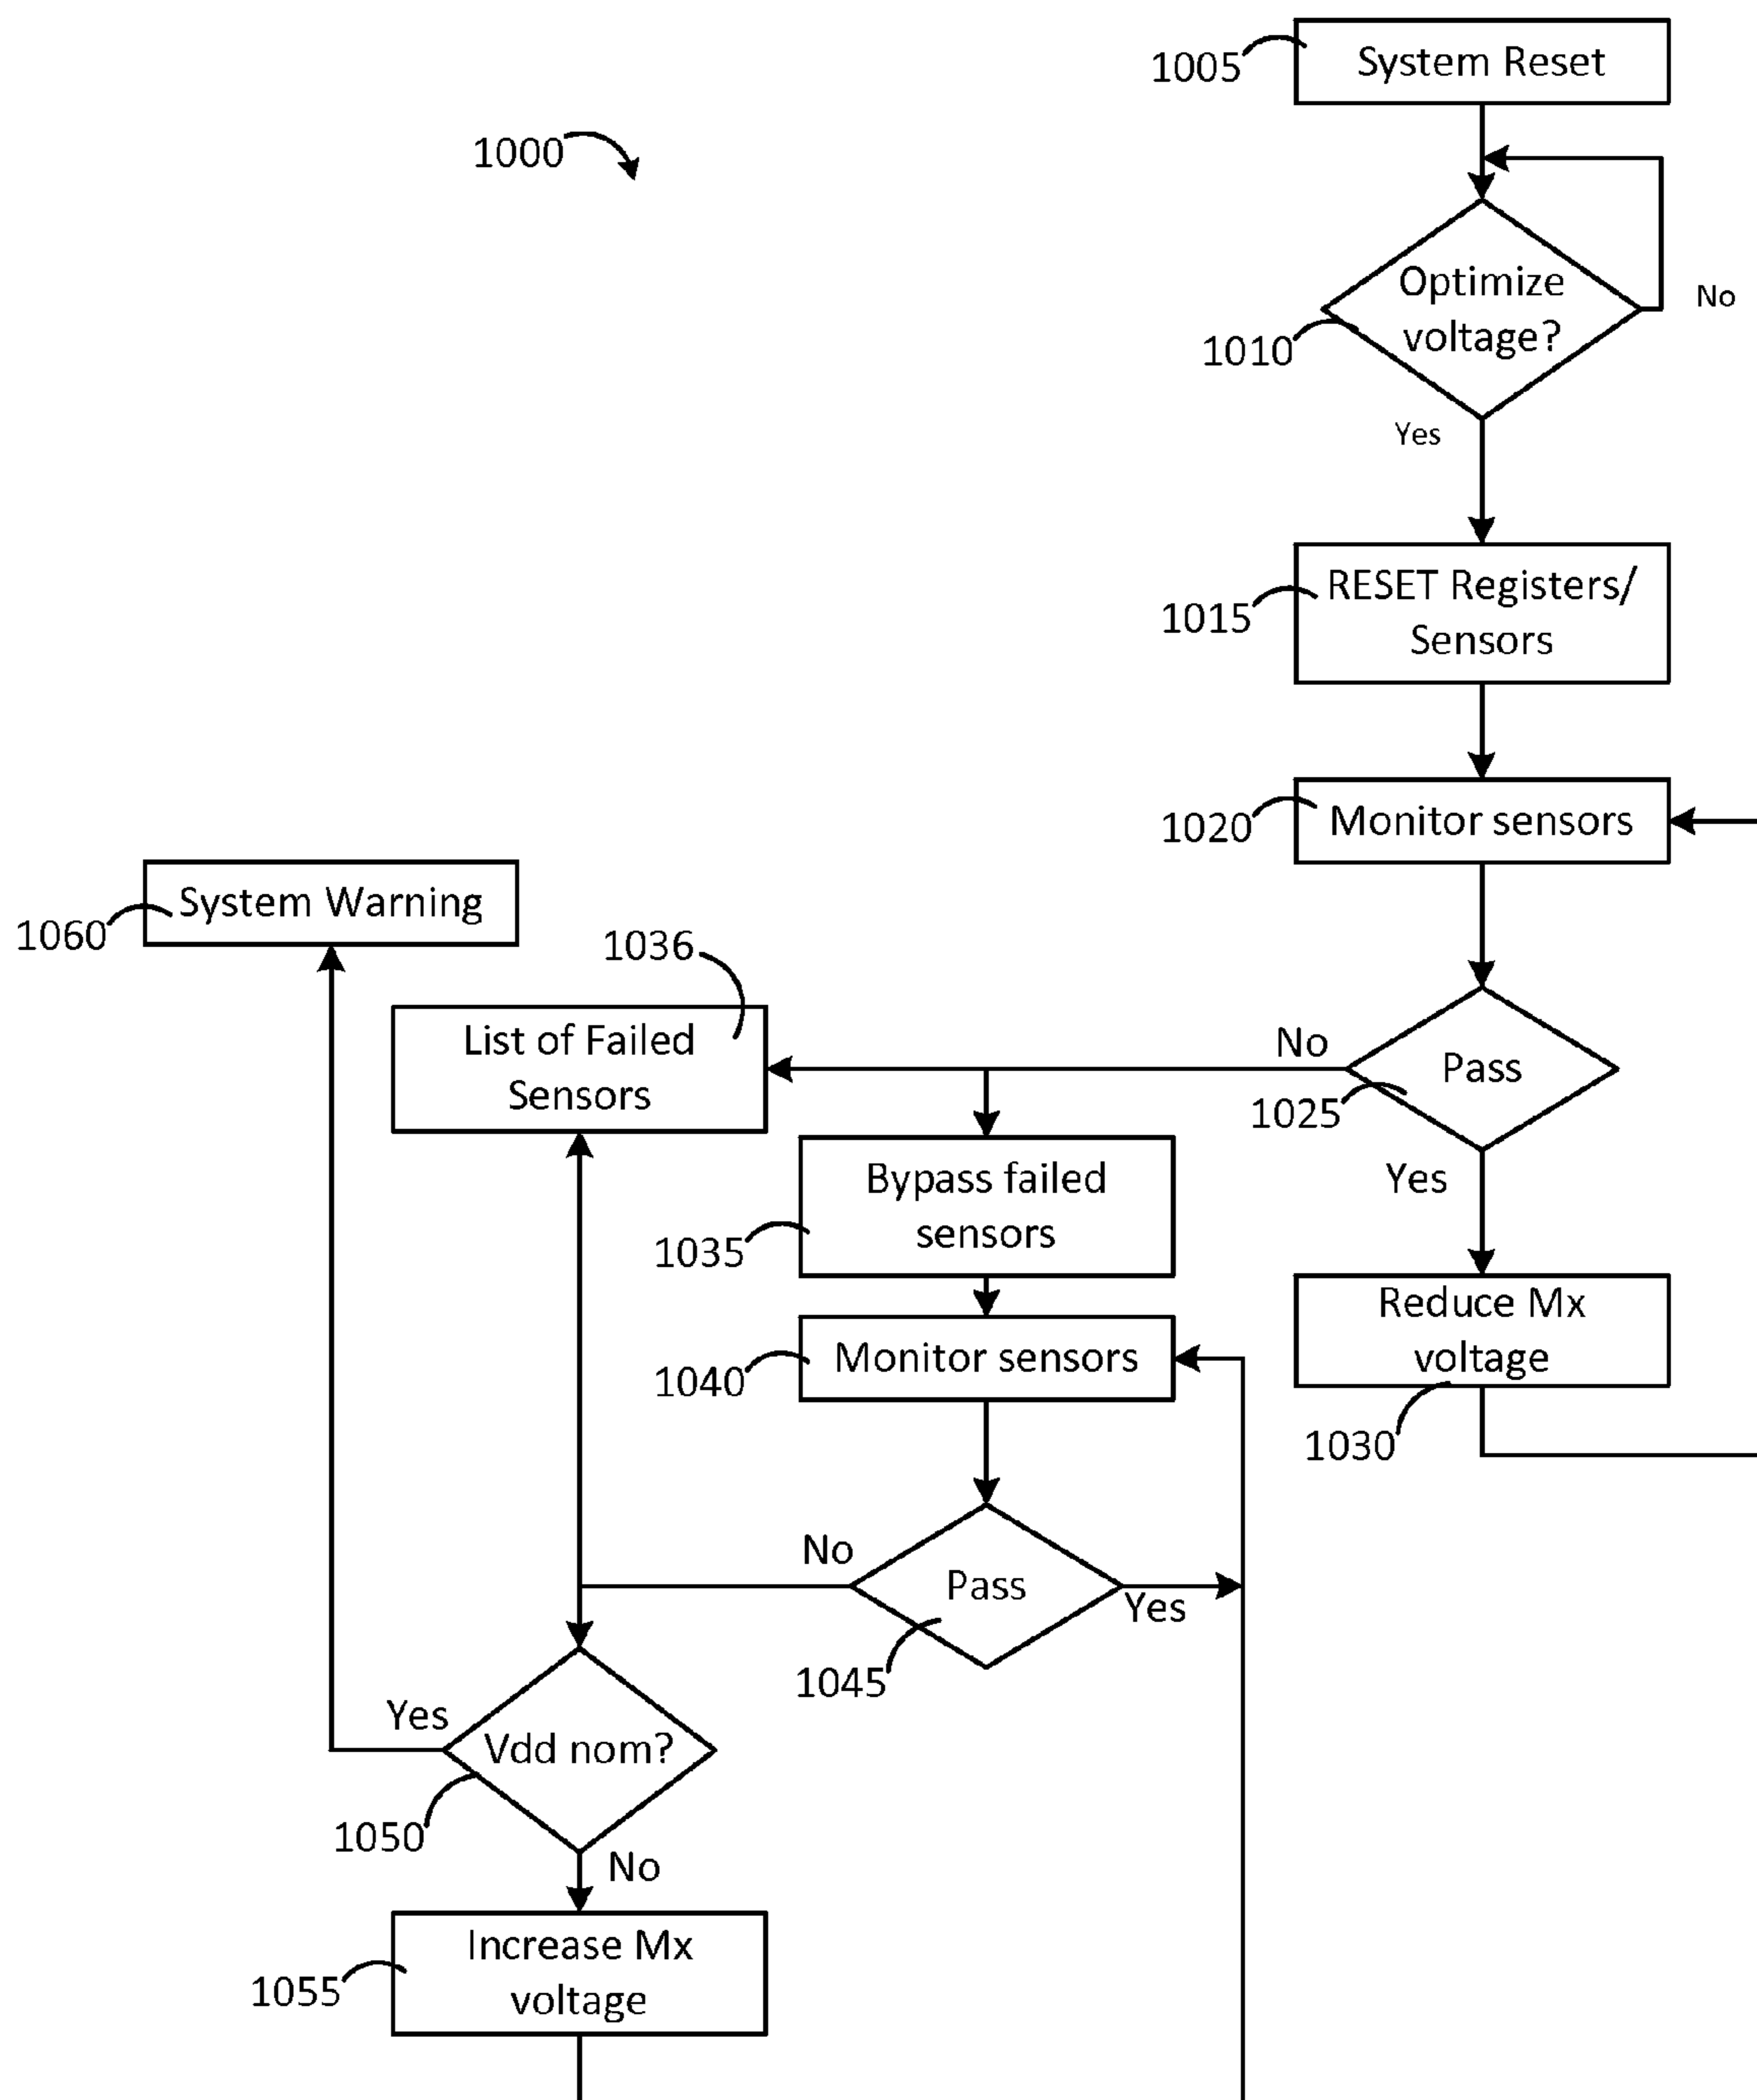 1000
1005
System Reset
Optimize
voltage?
1010
No
Yes
RESET Registers/
Sensors
1015
Monitor sensors
1020
System Warning
1060
1036
List of Failed
Sensors
No
Pass
1025
Yes
Bypass failed
sensors
1035
Reduce Mx
voltage
1030
Monitor sensors
1040
No
Pass
Yes
1045
Yes
Vdd nom?
1050
No
Increase Mx
voltage
1055